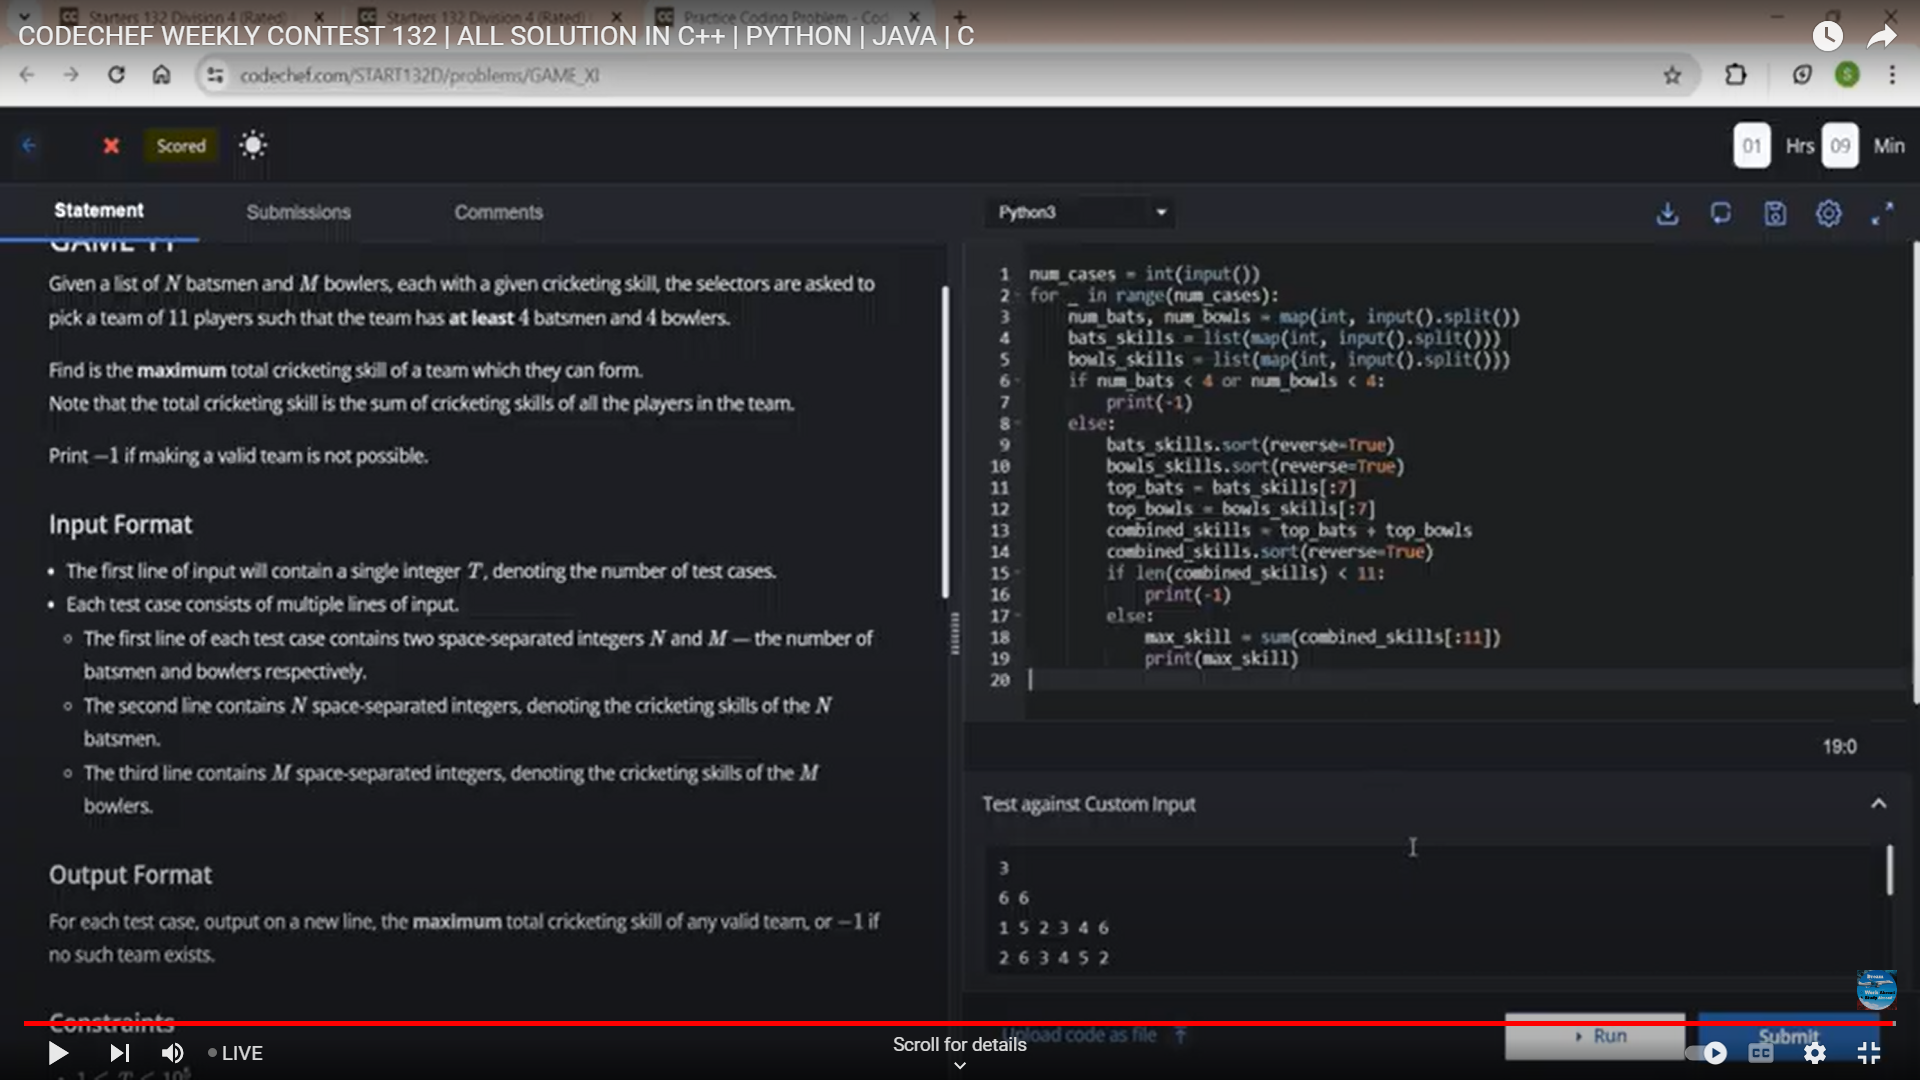 Starters 132 Division 4 (Rated)
Starters 132 Division 4 (Rated)
Practice Coding Problem - Cod
CODECHEF WEEKLY CONTEST 132 | ALL SOLUTION IN C++ | PYTHON | JAVA | C
codechef.com/START132D/problems/GAME_XI
S
Scored
01 Hrs 09 Min
Statement
Submissions
Comments
Python3
GAME 11
Given a list of N batsmen and M bowlers, each with a given cricketing skill, the selectors are asked to
pick a team of 11 players such that the team has at least 4 batsmen and 4 bowlers.
Find is the maximum total cricketing skill of a team which they can form.
Note that the total cricketing skill is the sum of cricketing skills of all the players in the team.
Print −1 if making a valid team is not possible.
Input Format
• The first line of input will contain a single integer T, denoting the number of test cases.
• Each test case consists of multiple lines of input.
◦ The first line of each test case contains two space-separated integers N and M — the number of
batsmen and bowlers respectively.
◦ The second line contains N space-separated integers, denoting the cricketing skills of the N
batsmen.
◦ The third line contains M space-separated integers, denoting the cricketing skills of the M
bowlers.
Output Format
For each test case, output on a new line, the maximum total cricketing skill of any valid team, or −1 if
no such team exists.
Constraints
1 ≤ T ≤ 10⁵
1 num_cases = int(input())
2 for _ in range(num_cases):
3     num_bats, num_bowls = map(int, input().split())
4     bats_skills = list(map(int, input().split()))
5     bowls_skills = list(map(int, input().split()))
6     if num_bats < 4 or num_bowls < 4:
7         print(-1)
8     else:
9         bats_skills.sort(reverse=True)
10         bowls_skills.sort(reverse=True)
11         top_bats = bats_skills[:7]
12         top_bowls = bowls_skills[:7]
13         combined_skills = top_bats + top_bowls
14         combined_skills.sort(reverse=True)
15         if len(combined_skills) < 11:
16             print(-1)
17         else:
18             max_skill = sum(combined_skills[:11])
19             print(max_skill)
20
19:0
Test against Custom Input
3
6 6
1 5 2 3 4 6
2 6 3 4 5 2
Upload code as file
Run
Submit
LIVE
Scroll for details
CC